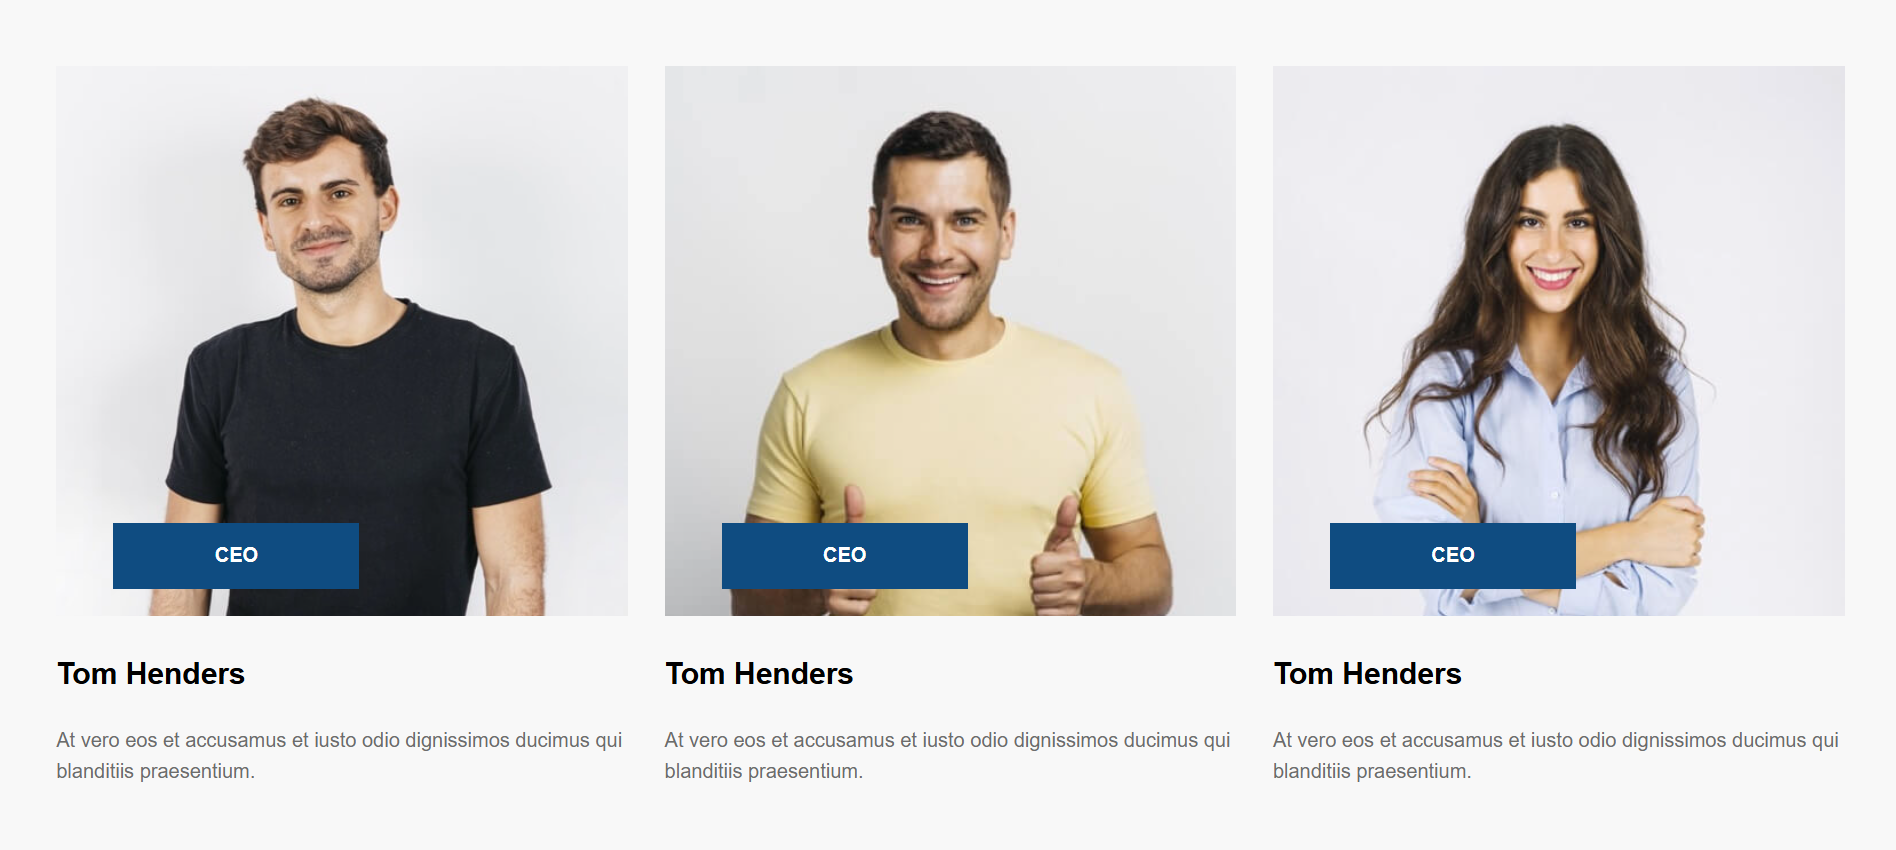 CEO
CEO
CEO
Tom Henders
Tom Henders
Tom Henders
At vero eos et accusamus et iusto odio dignissimos ducimus qui
blanditiis praesentium.
At vero eos et accusamus et iusto odio dignissimos ducimus qui
blanditiis praesentium.
At vero eos et accusamus et iusto odio dignissimos ducimus qui
blanditiis praesentium.